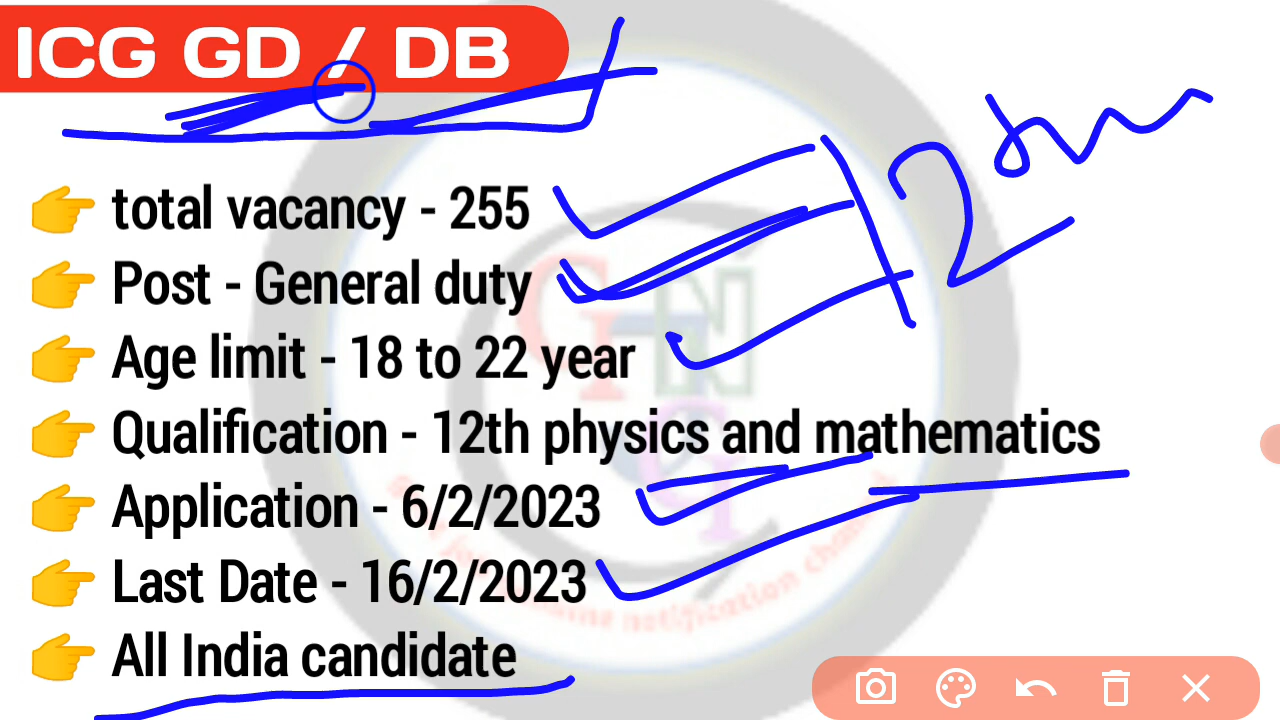 ICG GD / DB
total vacancy - 255
Post - General duty
Age limit - 18 to 22 year
Qualification - 12th physics and mathematics
Application - 6/2/2023
Last Date - 16/2/2023
All India candidate